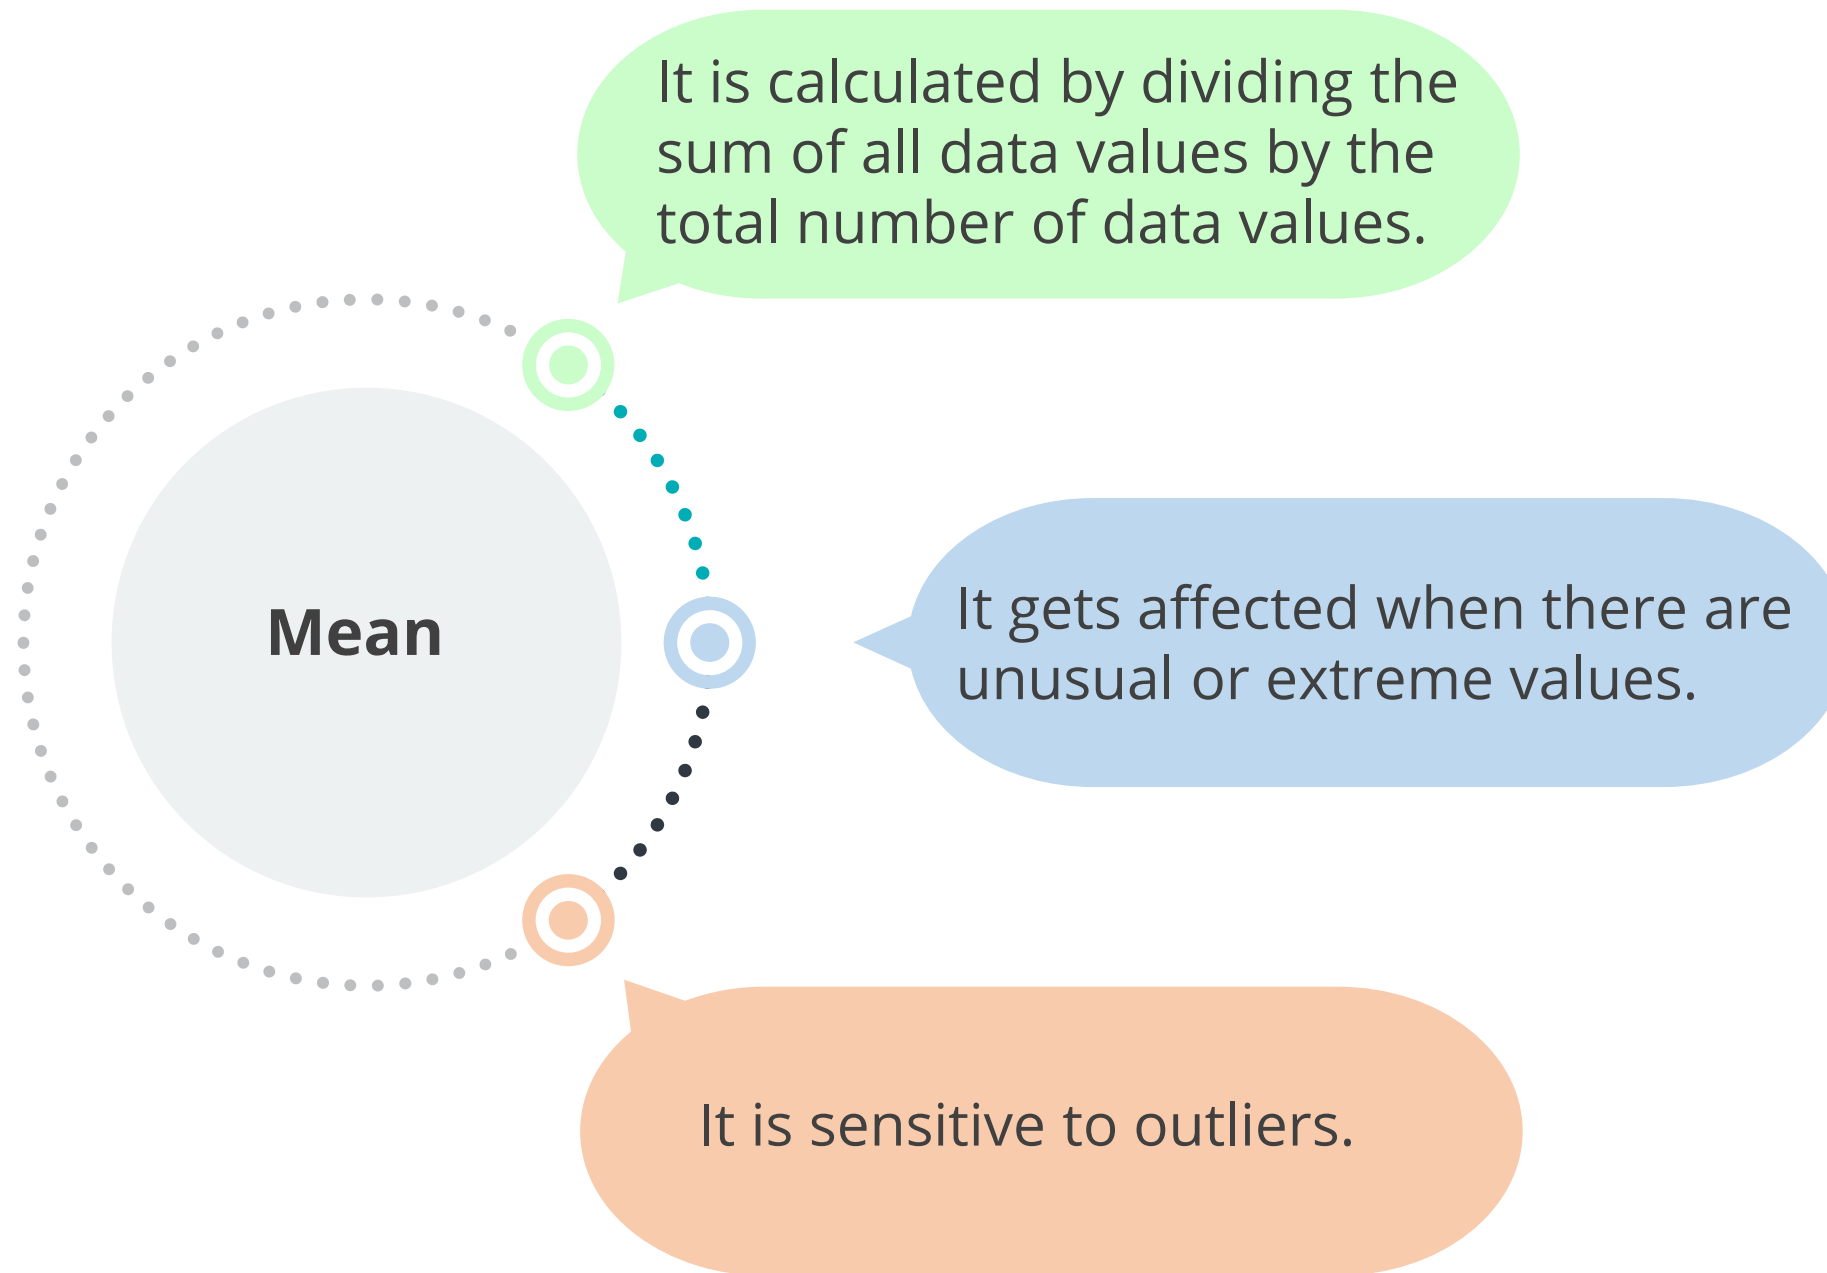 It is calculated by dividing the
sum of all data values by the
total number of data values.
Mean
It gets affected when there are
unusual or extreme values.
It is sensitive to outliers.